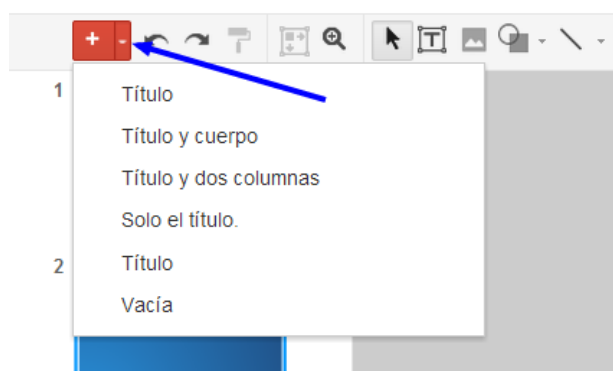 1
Título
Título y cuerpo
Título y dos columnas
Solo el título.
2
Título
Vacía